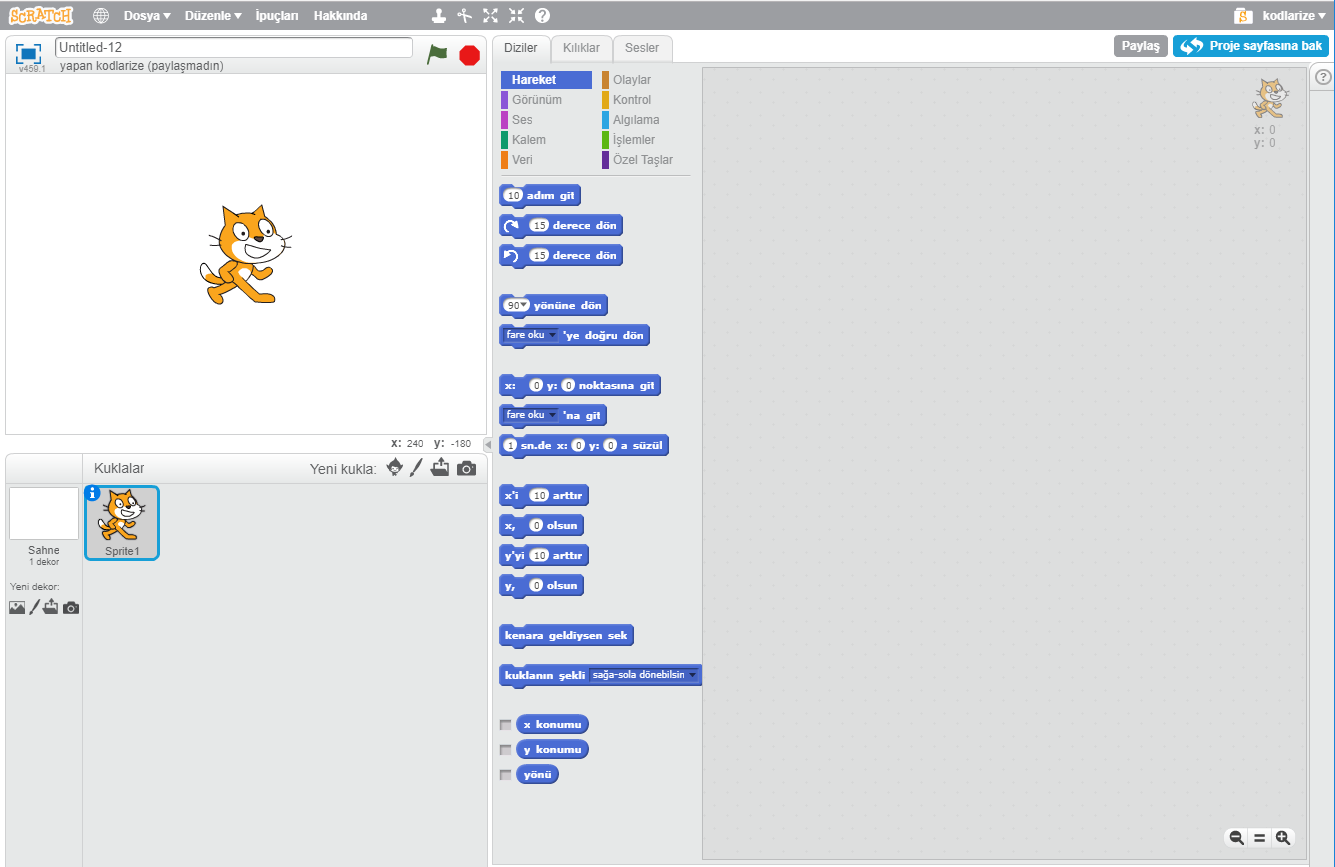 SCRATCH Dosya Düzenle İpuçları Hakkında kodlarize
Untitled-12
yapan kodlarize (paylaşmadın)
v459.1
Diziler Kılıklar Sesler Paylaş Proje sayfasına bak
Hareket Olaylar
Görünüm Kontrol
Ses Algılama
Kalem İşlemler
Veri Özel Taşlar
x: 0
y: 0
10 adım git
15 derece dön
15 derece dön
90 yönüne dön
fare oku 'ye doğru dön
x: 0 y: 0 noktasına git
fare oku 'na git
1 sn.de x: 0 y: 0 a süzül
x'i 10 arttır
x, 0 olsun
y'yi 10 arttır
y, 0 olsun
kenara geldiysen sek
kuklanın şekli sağa-sola dönebilsin
x konumu
y konumu
yönü
x: 240 y: -180
Kuklalar Yeni kukla:
Sprite1
Sahne
1 dekor
Yeni dekor: